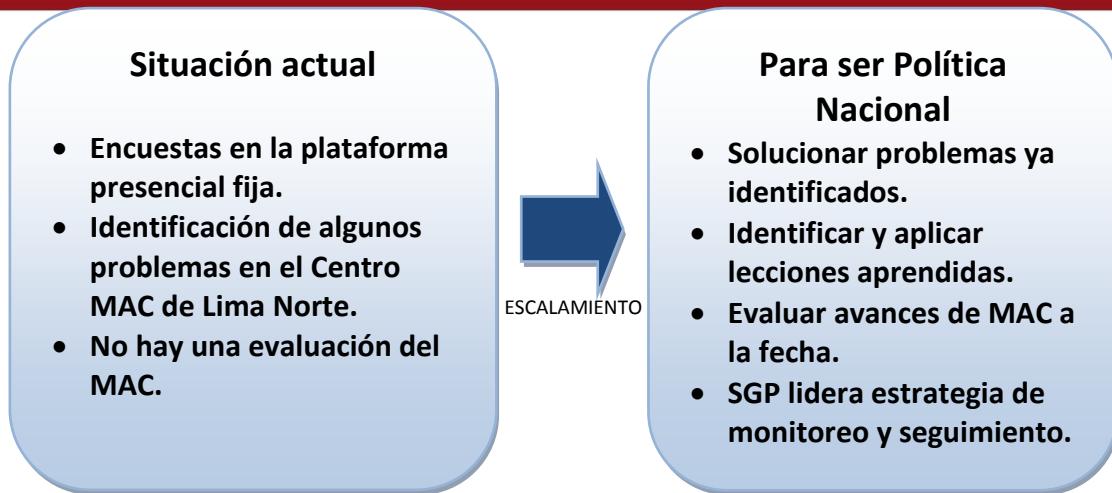 Situación actual
• Encuestas en la plataforma
presencial fija.
• Identificación de algunos
problemas en el Centro
MAC de Lima Norte.
• No hay una evaluación del
MAC.
ESCALAMIENTO
Para ser Política
Nacional
• Solucionar problemas ya
identificados.
• Identificar y aplicar
lecciones aprendidas.
• Evaluar avances de MAC a
la fecha.
• SGP lidera estrategia de
monitoreo y seguimiento.